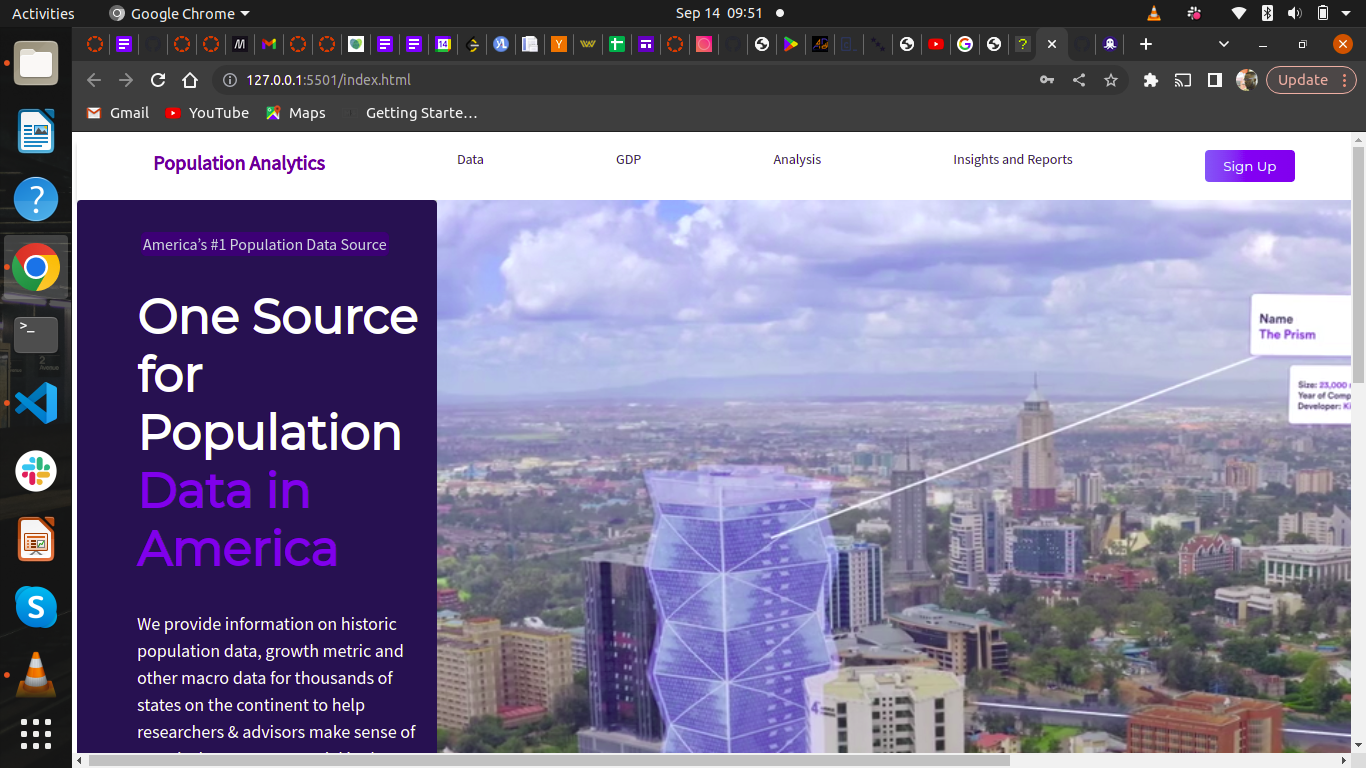 Activities
Google Chrome
Sep 14 09:51
14
127.0.0.1:5501/index.html
Update
Gmail
YouTube
Maps
Getting Starte…
Population Analytics
Data
GDP
Analysis
Insights and Reports
Sign Up
America’s #1 Population Data Source
One Source
for
Population
Data in
America
We provide information on historic
population data, growth metric and
other macro data for thousands of
states on the continent to help
researchers & advisors make sense of
Name
The Prism
Size: 23,000
Year of Comp
Developer: Ki